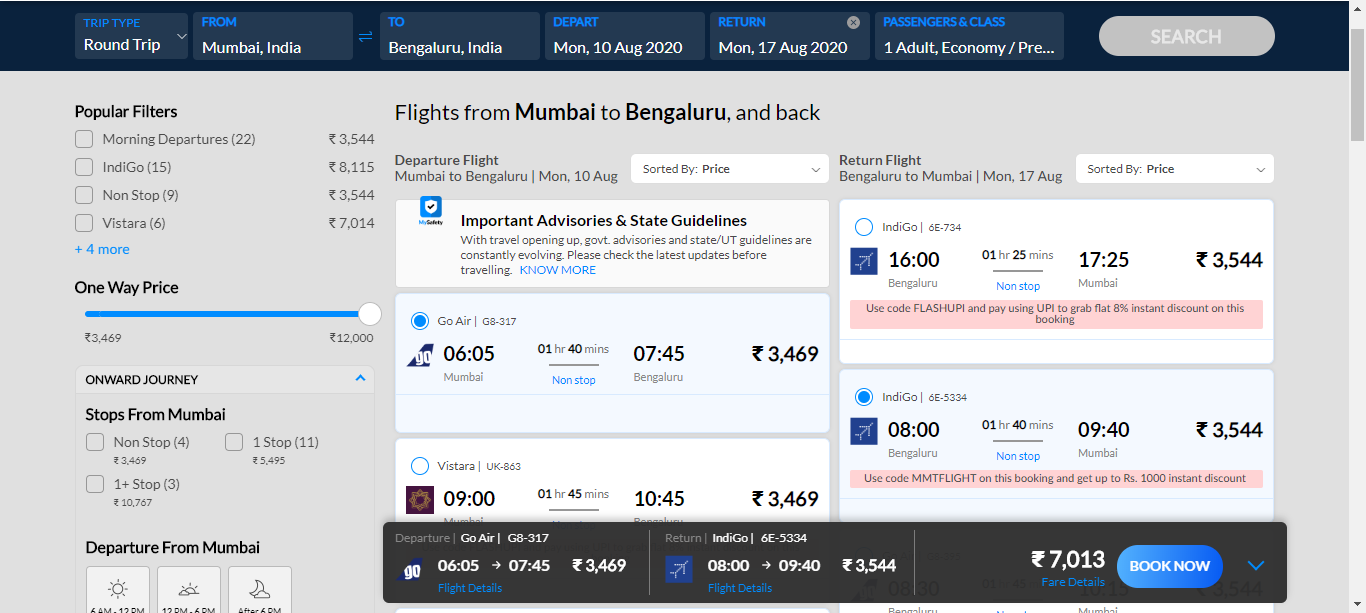 TRIP TYPE
Round Trip
FROM
Mumbai, India
TO
Bengaluru, India
DEPART
Mon, 10 Aug 2020
RETURN
Mon, 17 Aug 2020
PASSENGERS & CLASS
1 Adult, Economy / Pre...
SEARCH
Popular Filters
Morning Departures (22) ₹ 3,544
IndiGo (15) ₹ 8,115
Non Stop (9) ₹ 3,544
Vistara (6) ₹ 7,014
+ 4 more
One Way Price
₹3,469 ₹12,000
ONWARD JOURNEY
Stops From Mumbai
Non Stop (4) 1 Stop (11)
₹ 3,469 ₹ 5,495
1+ Stop (3)
₹ 10,767
Departure From Mumbai
6 AM - 12 PM 12 PM - 6 PM After 6 PM
Flights from Mumbai to Bengaluru, and back
Departure Flight
Mumbai to Bengaluru | Mon, 10 Aug
Sorted By: Price
MySafety
Important Advisories & State Guidelines
With travel opening up, govt. advisories and state/UT guidelines are
constantly evolving. Please check the latest updates before
travelling. KNOW MORE
Go Air | G8-317
go 06:05 01 hr 40 mins 07:45 ₹ 3,469
Mumbai Non stop Bengaluru
Vistara | UK-863
09:00 01 hr 45 mins 10:45 ₹ 3,469
Mumbai Bengaluru
Return Flight
Bengaluru to Mumbai | Mon, 17 Aug
Sorted By: Price
IndiGo | 6E-734
16:00 01 hr 25 mins 17:25 ₹ 3,544
Bengaluru Non stop Mumbai
Use code FLASHUPI and pay using UPI to grab flat 8% instant discount on this
booking
IndiGo | 6E-5334
08:00 01 hr 40 mins 09:40 ₹ 3,544
Bengaluru Non stop Mumbai
Use code MMTFLIGHT on this booking and get up to Rs. 1000 instant discount
08:30 10:15
Bengaluru Mumbai
Departure | Go Air | G8-317
go 06:05 → 07:45 ₹ 3,469
Flight Details
Return | IndiGo | 6E-5334
08:00 → 09:40 ₹ 3,544
Flight Details
₹ 7,013
Fare Details
BOOK NOW